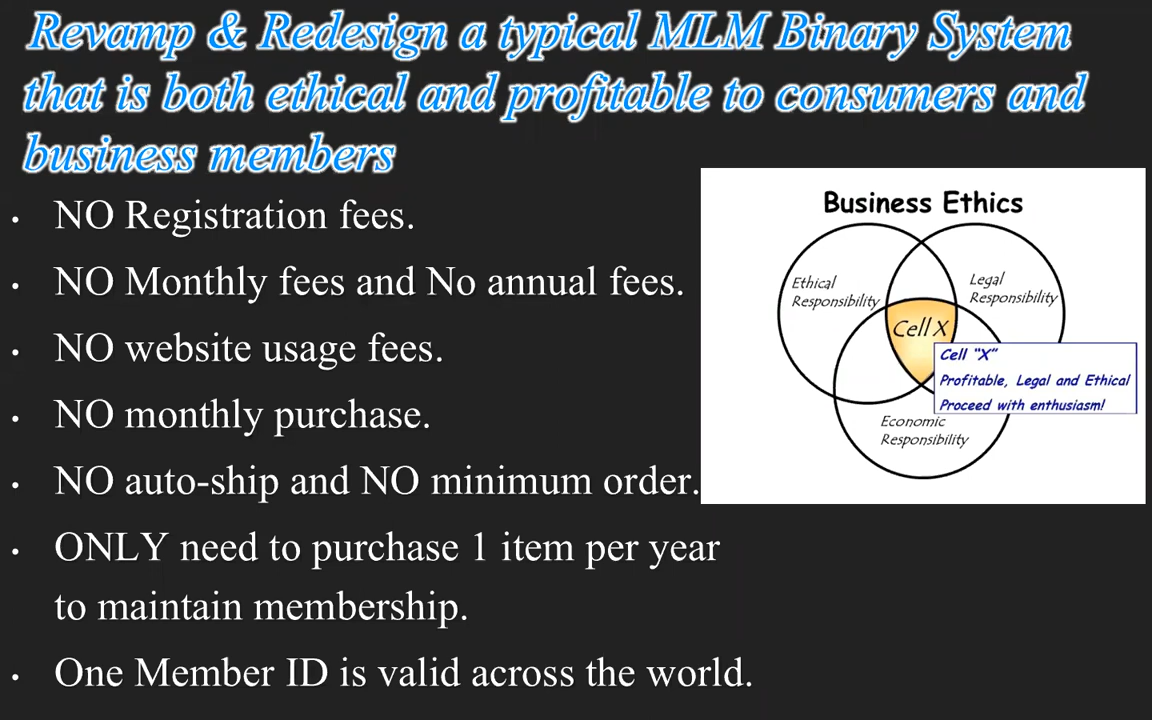 Revamp & Redesign a typical MLM Binary System
that is both ethical and profitable to consumers and
business members
• NO Registration fees.
• NO Monthly fees and No annual fees.
• NO website usage fees.
• NO monthly purchase.
• NO auto-ship and NO minimum order.
• ONLY need to purchase 1 item per year
to maintain membership.
• One Member ID is valid across the world.
Business Ethics
Ethical
Responsibility
Legal
Responsibility
Cell X
Cell "X"
Profitable, Legal and Ethical
Proceed with enthusiasm!
Economic
Responsibility